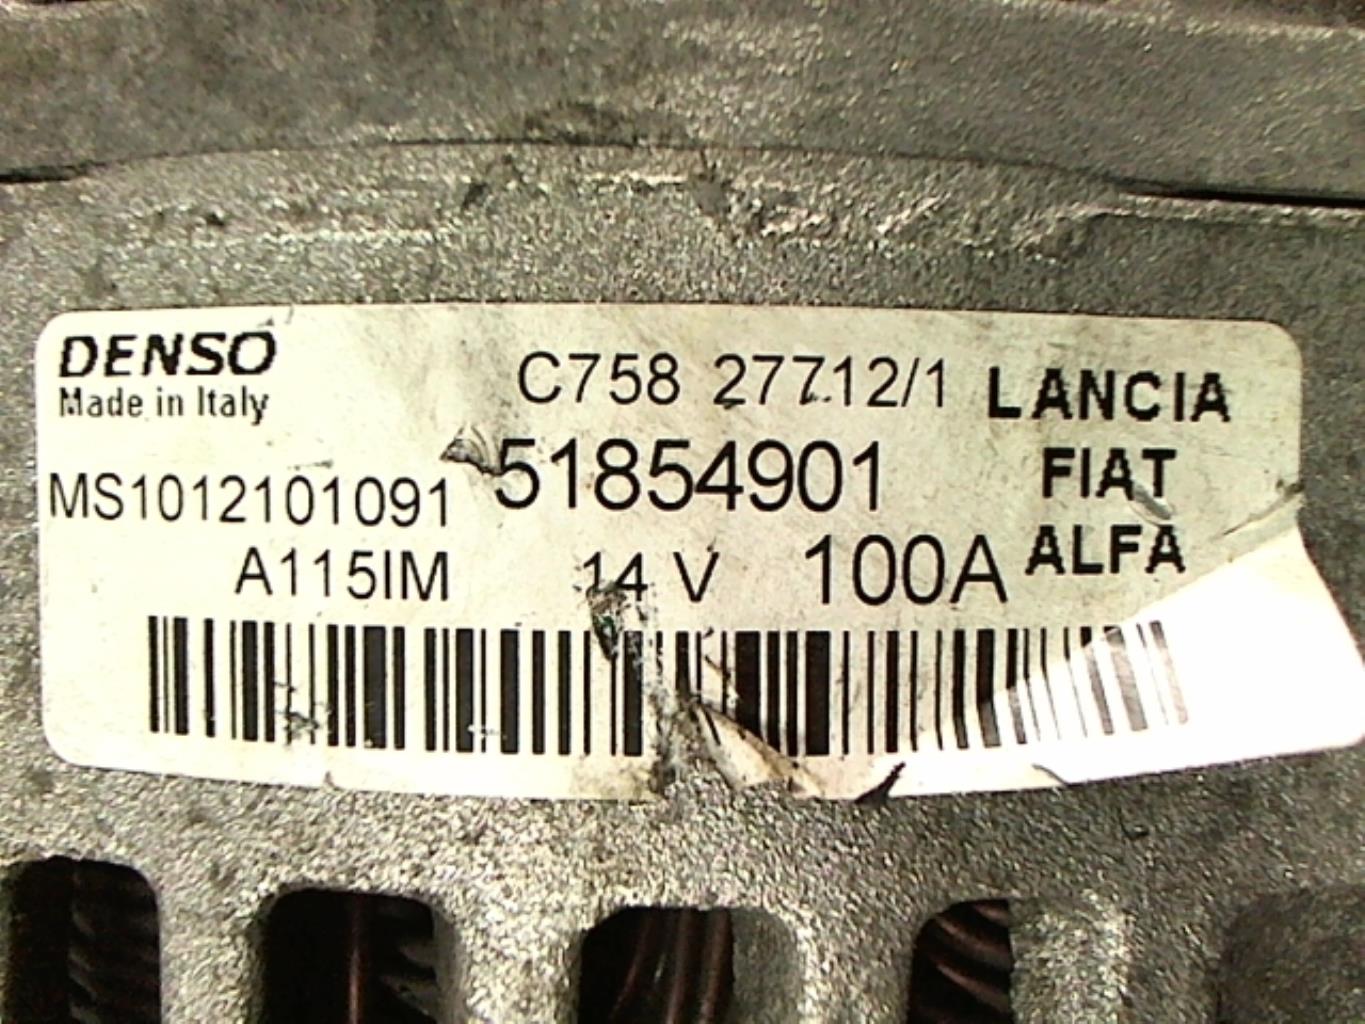 DENSO
Made in Italy
C758 27712/1
LANCIA
MS1012101091
51854901
FIAT
A115IM
14 V
100A
ALFA